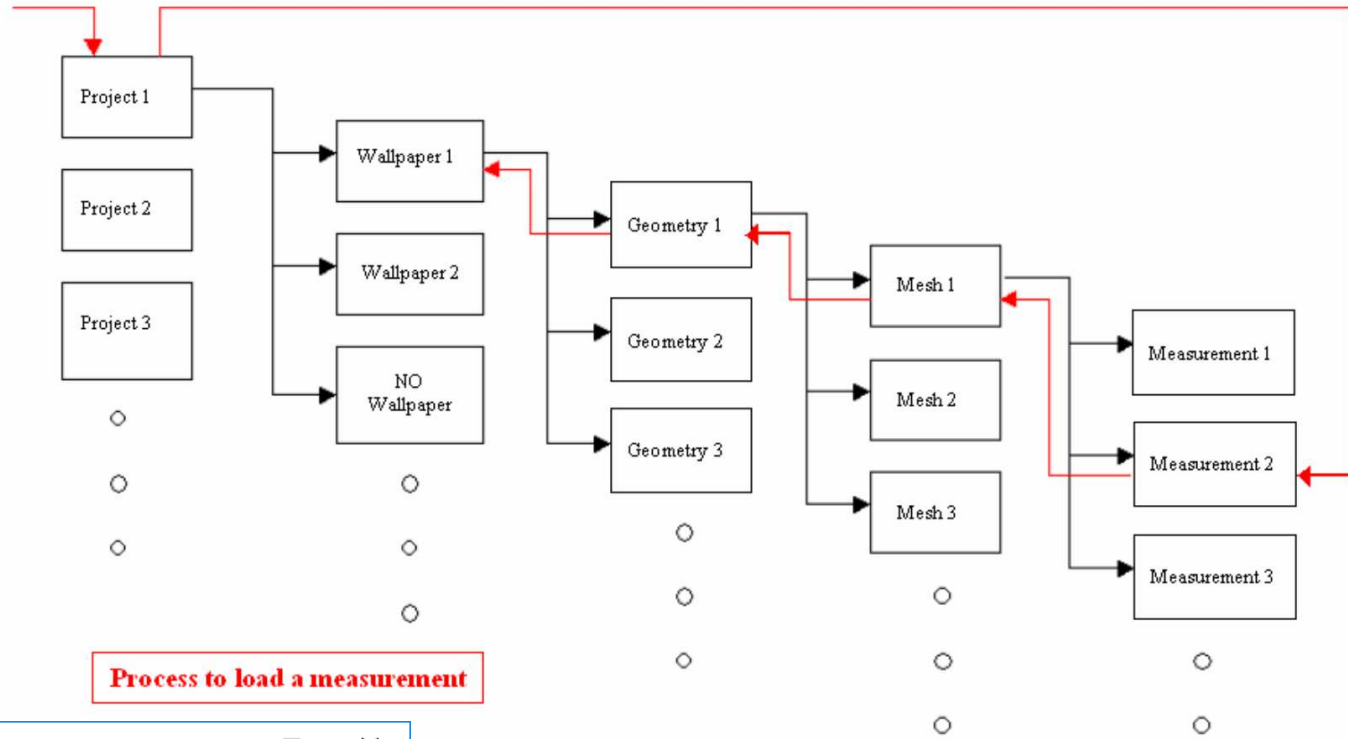 Project 1
Project 2
Project 3
Wallpaper 1
Wallpaper 2
NO
Wallpaper
Geometry 1
Geometry 2
Geometry 3
Mesh 1
Mesh 2
Mesh 3
Measurement 1
Measurement 2
Measurement 3
Process to load a measurement